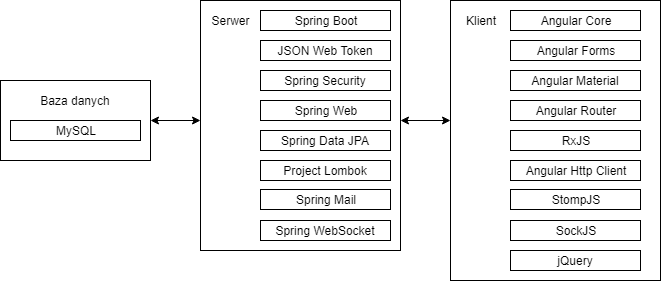 Baza danych
MySQL
Serwer
Spring Boot
JSON Web Token
Spring Security
Spring Web
Spring Data JPA
Project Lombok
Spring Mail
Spring WebSocket
Klient
Angular Core
Angular Forms
Angular Material
Angular Router
RxJS
Angular Http Client
StompJS
SockJS
jQuery